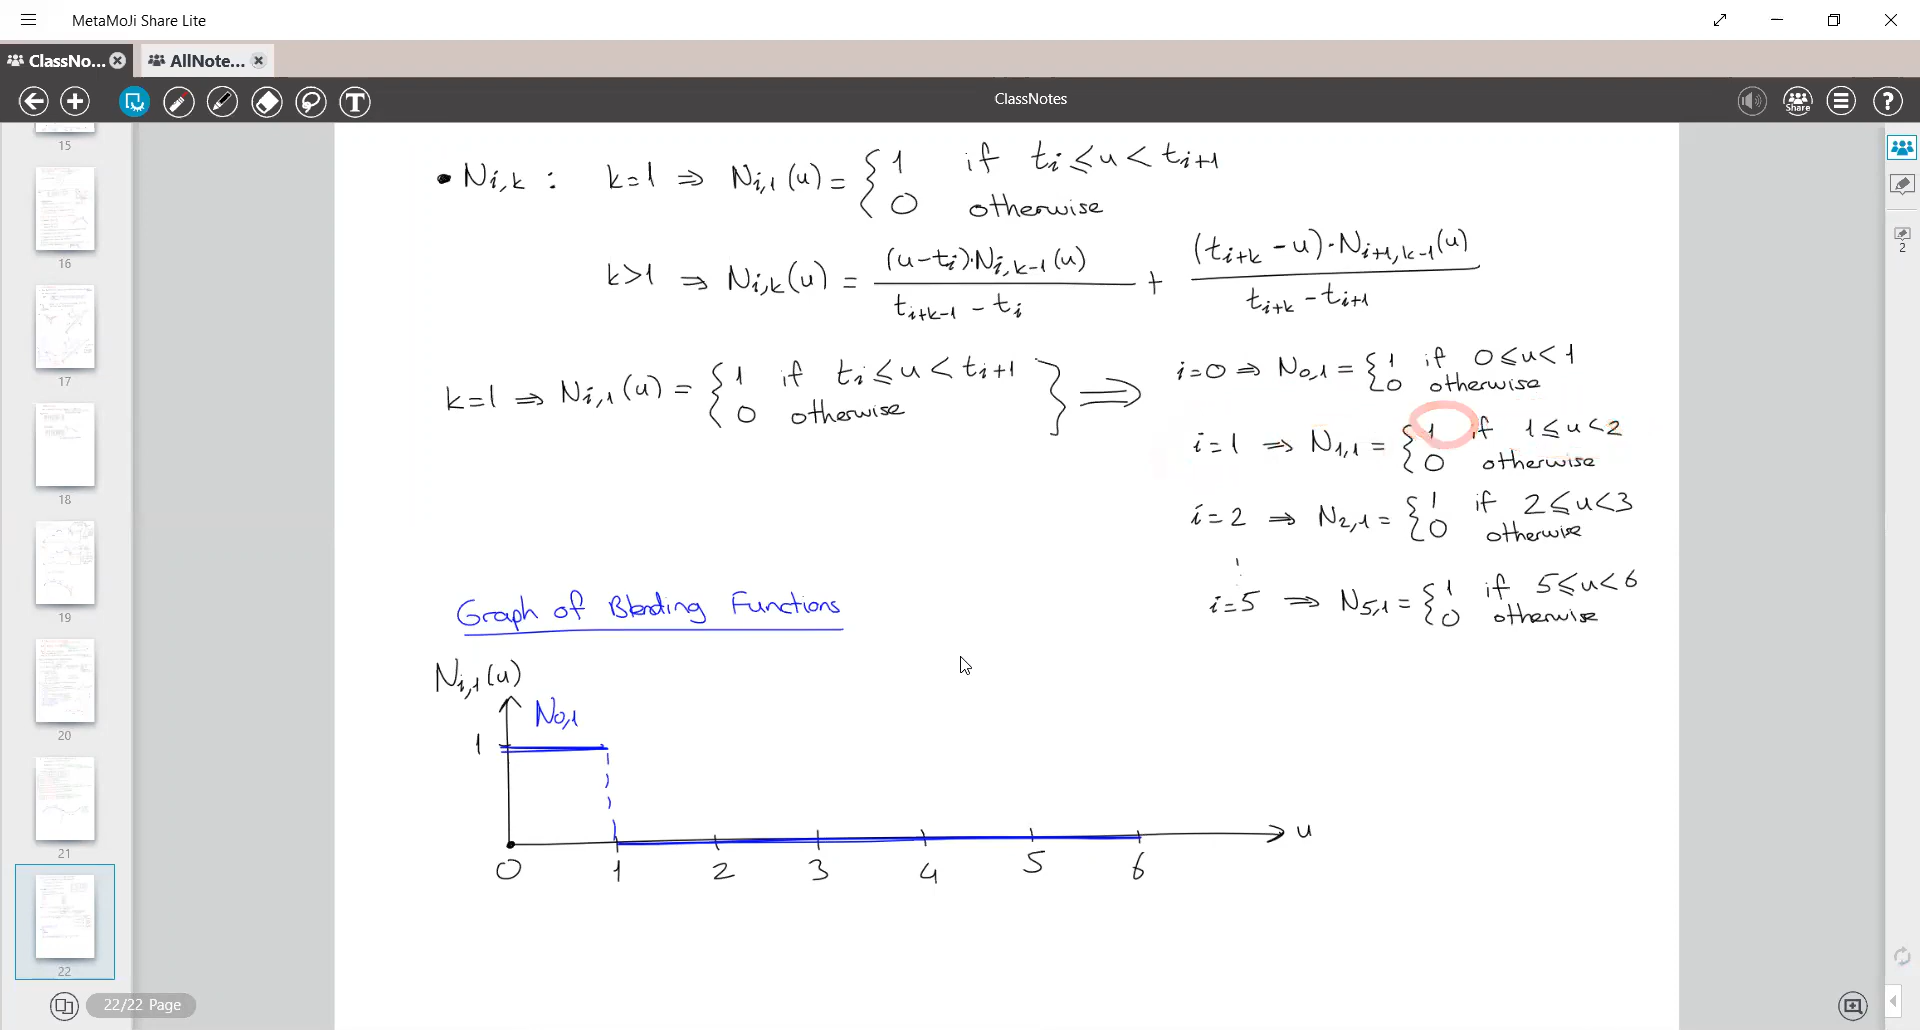 MetaMoJi Share Lite
ClassNo... AllNote...
ClassNotes
Share
• Ni,k : k=1 ⇒ Ni,1(u) = { 1 if ti ≤ u < ti+1
0 otherwise
k>1 ⇒ Ni,k(u) = (u-ti)·Ni,k-1(u) / ti+k-1 - ti + (ti+k - u)·Ni+1,k-1(u) / ti+k - ti+1
k=1 ⇒ Ni,1(u) = { 1 if ti ≤ u < ti+1
0 otherwise } ⇒
i=0 ⇒ N0,1 = { 1 if 0 ≤ u < 1
0 otherwise
i=1 ⇒ N1,1 = { 1 if 1 ≤ u < 2
0 otherwise
i=2 ⇒ N2,1 = { 1 if 2 ≤ u < 3
0 otherwise
⋮
i=5 ⇒ N5,1 = { 1 if 5 ≤ u < 6
0 otherwise
Graph of Blending Functions
Ni,1(u)
N0,1
1
u
0 1 2 3 4 5 6
15
16
17
18
19
20
21
22
22/22 Page
2